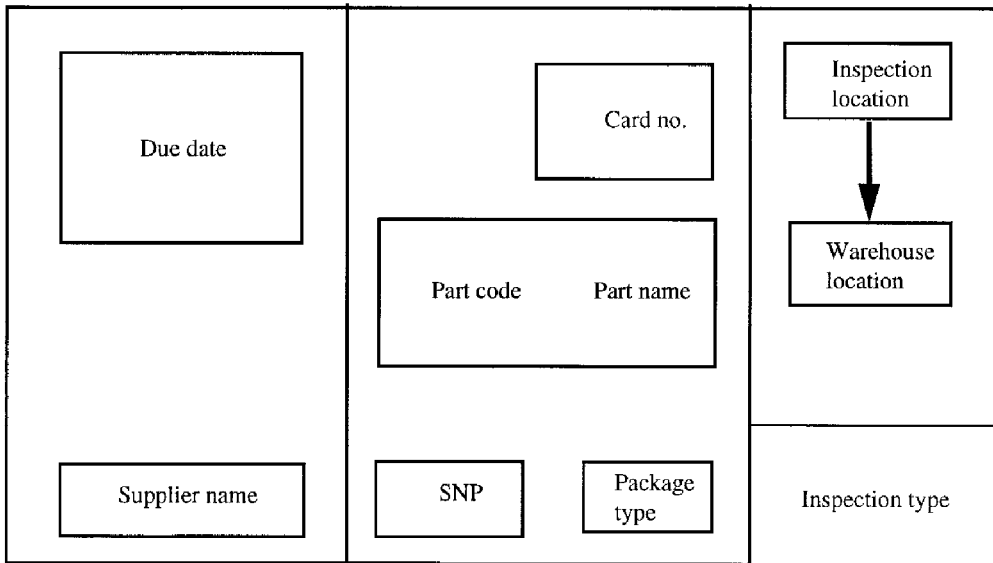 Due date
Supplier name
Card no.
Part code Part name
SNP
Package
type
Inspection
location
Warehouse
location
Inspection type